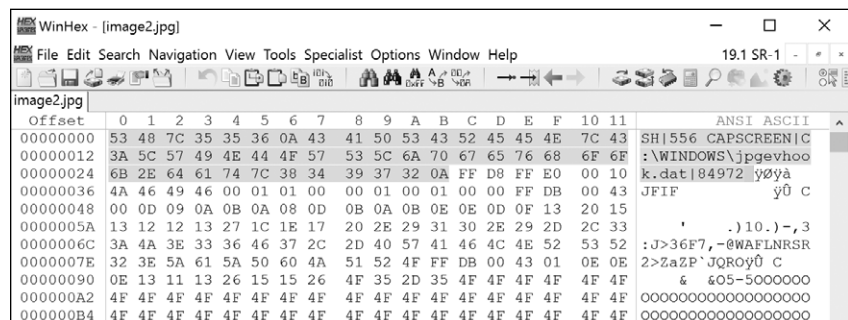 WinHex - [image2.jpg]
File Edit Search Navigation View Tools Specialist Options Window Help 19.1 SR-1
image2.jpg
Offset 0 1 2 3 4 5 6 7 8 9 A B C D E F 10 11 ANSI ASCII
00000000 53 48 7C 35 35 36 0A 43 41 50 53 43 52 45 45 4E 7C 43 SH|556 CAPSCREEN|C
00000012 3A 5C 57 49 4E 44 4F 57 53 5C 6A 70 67 65 76 68 6F 6F :\WINDOWS\jpgevhoo
00000024 6B 2E 64 61 74 7C 38 34 39 37 32 0A FF D8 FF E0 00 10 k.dat|84972 ÿØÿà
00000036 4A 46 49 46 00 01 01 00 00 01 00 01 00 00 FF DB 00 43 JFIF ÿÛ C
00000048 00 0D 09 0A 0B 0A 08 0D 0B 0A 0B 0E 0E 0D 0F 13 20 15
0000005A 13 12 12 13 27 1C 1E 17 20 2E 29 31 30 2E 29 2D 2C 33 ' .)10.)-,3
0000006C 3A 4A 3E 33 36 46 37 2C 2D 40 57 41 46 4C 4E 52 53 52 :J>36F7,-@WAFLNRSR
0000007E 32 3E 5A 61 5A 50 60 4A 51 52 4F FF DB 00 43 01 0E 0E 2>ZaZP`JQROÿÛ C
00000090 0E 13 11 13 26 15 15 26 4F 35 2D 35 4F 4F 4F 4F 4F 4F & &O5-5OOOOOO
000000A2 4F 4F 4F 4F 4F 4F 4F 4F 4F 4F 4F 4F 4F 4F 4F 4F 4F 4F OOOOOOOOOOOOOOOOOO
000000B4 4F 4F 4F 4F 4F 4F 4F 4F 4F 4F 4F 4F 4F 4F 4F 4F 4F 4F OOOOOOOOOOOOOOOOOO